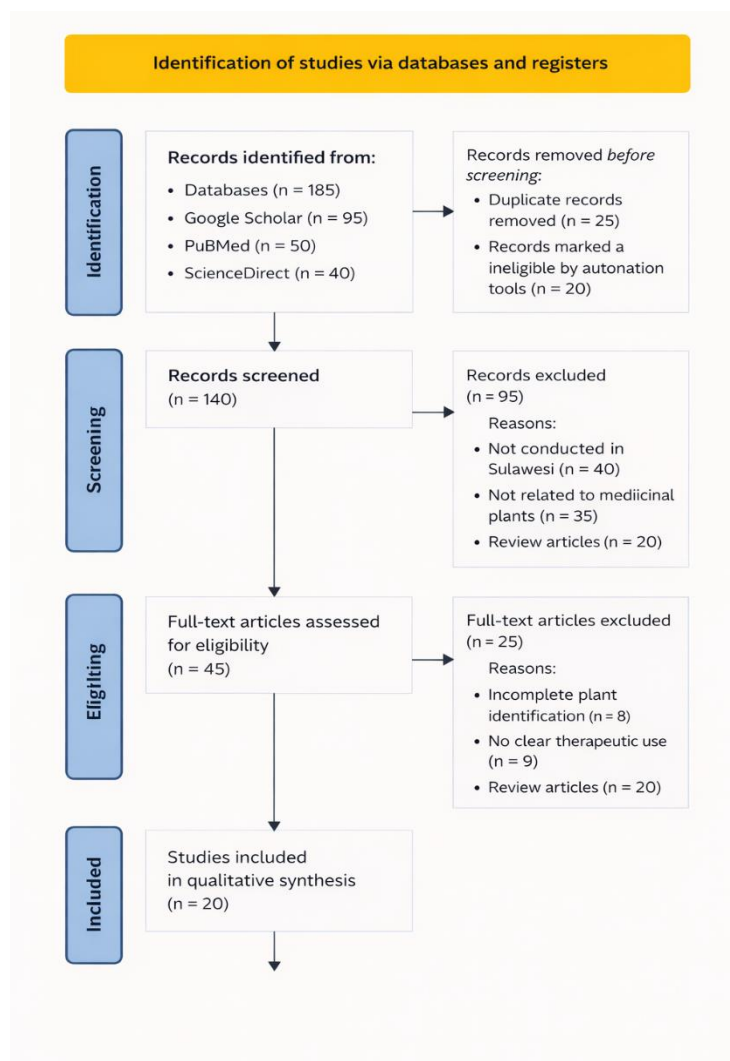 Identification of studies via databases and registers
Identification
Records identified from:
• Databases (n = 185)
• Google Scholar (n = 95)
• PuBMed (n = 50)
• ScienceDirect (n = 40)
Records removed before
screening:
• Duplicate records
removed (n = 25)
• Records marked a
ineligible by autonation
tools (n = 20)
Screening
Records screened
(n = 140)
Records excluded
(n = 95)
Reasons:
• Not conducted in
Sulawesi (n = 40)
• Not related to mediicinal
plants (n = 35)
• Review articles (n = 20)
Full-text articles assessed
for eligibility
(n = 45)
Full-text articles excluded
(n = 25)
Reasons:
• Incomplete plant
identification (n = 8)
• No clear therapeutic use
(n = 9)
• Review articles (n = 20)
Included
Studies included
in qualitative synthesis
(n = 20)